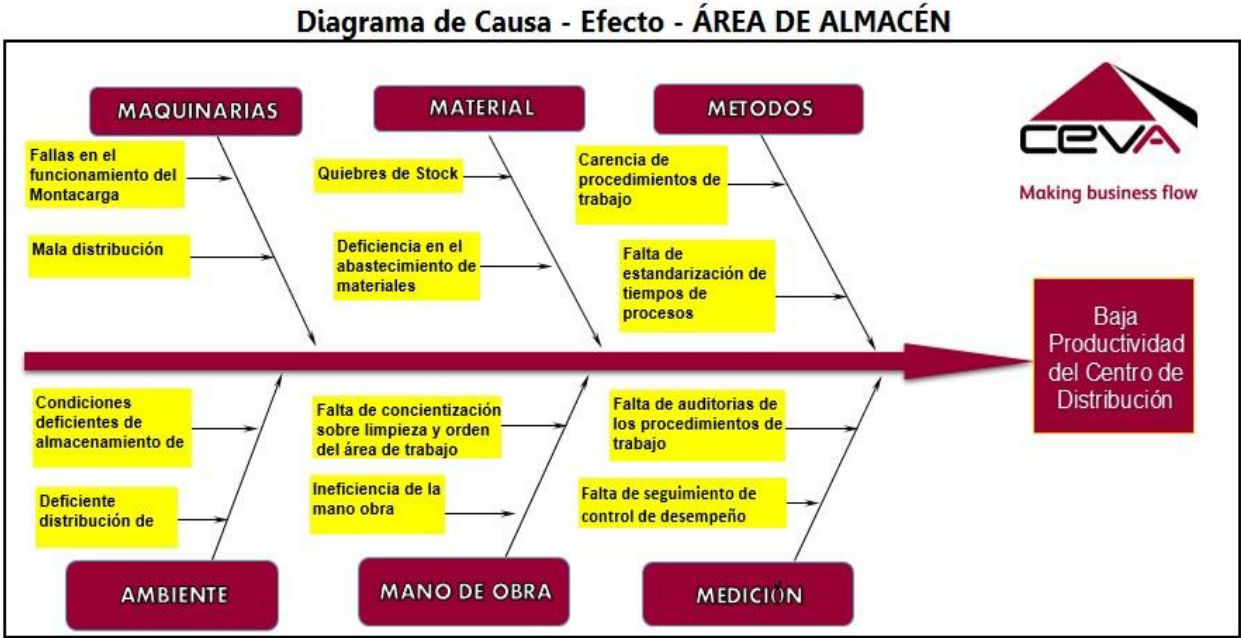 Diagrama de Causa - Efecto - ÁREA DE ALMACÉN
MAQUINARIAS
MATERIAL
METODOS
CEVA
Making business flow
Fallas en el
funcionamiento del
Montacarga
Mala distribución
Quiebres de Stock
Deficiencia en el
abastecimiento de
materiales
Carencia de
procedimientos de
trabajo
Falta de
estandarización de
tiempos de
procesos
Baja
Productividad
del Centro de
Distribución
Condiciones
deficientes de
almacenamiento de
Deficiente
distribución de
Falta de concientización
sobre limpieza y orden
del área de trabajo
Ineficiencia de la
mano obra
Falta de auditorias de
los procedimientos de
trabajo
Falta de seguimiento de
control de desempeño
AMBIENTE
MANO DE OBRA
MEDICIÓN